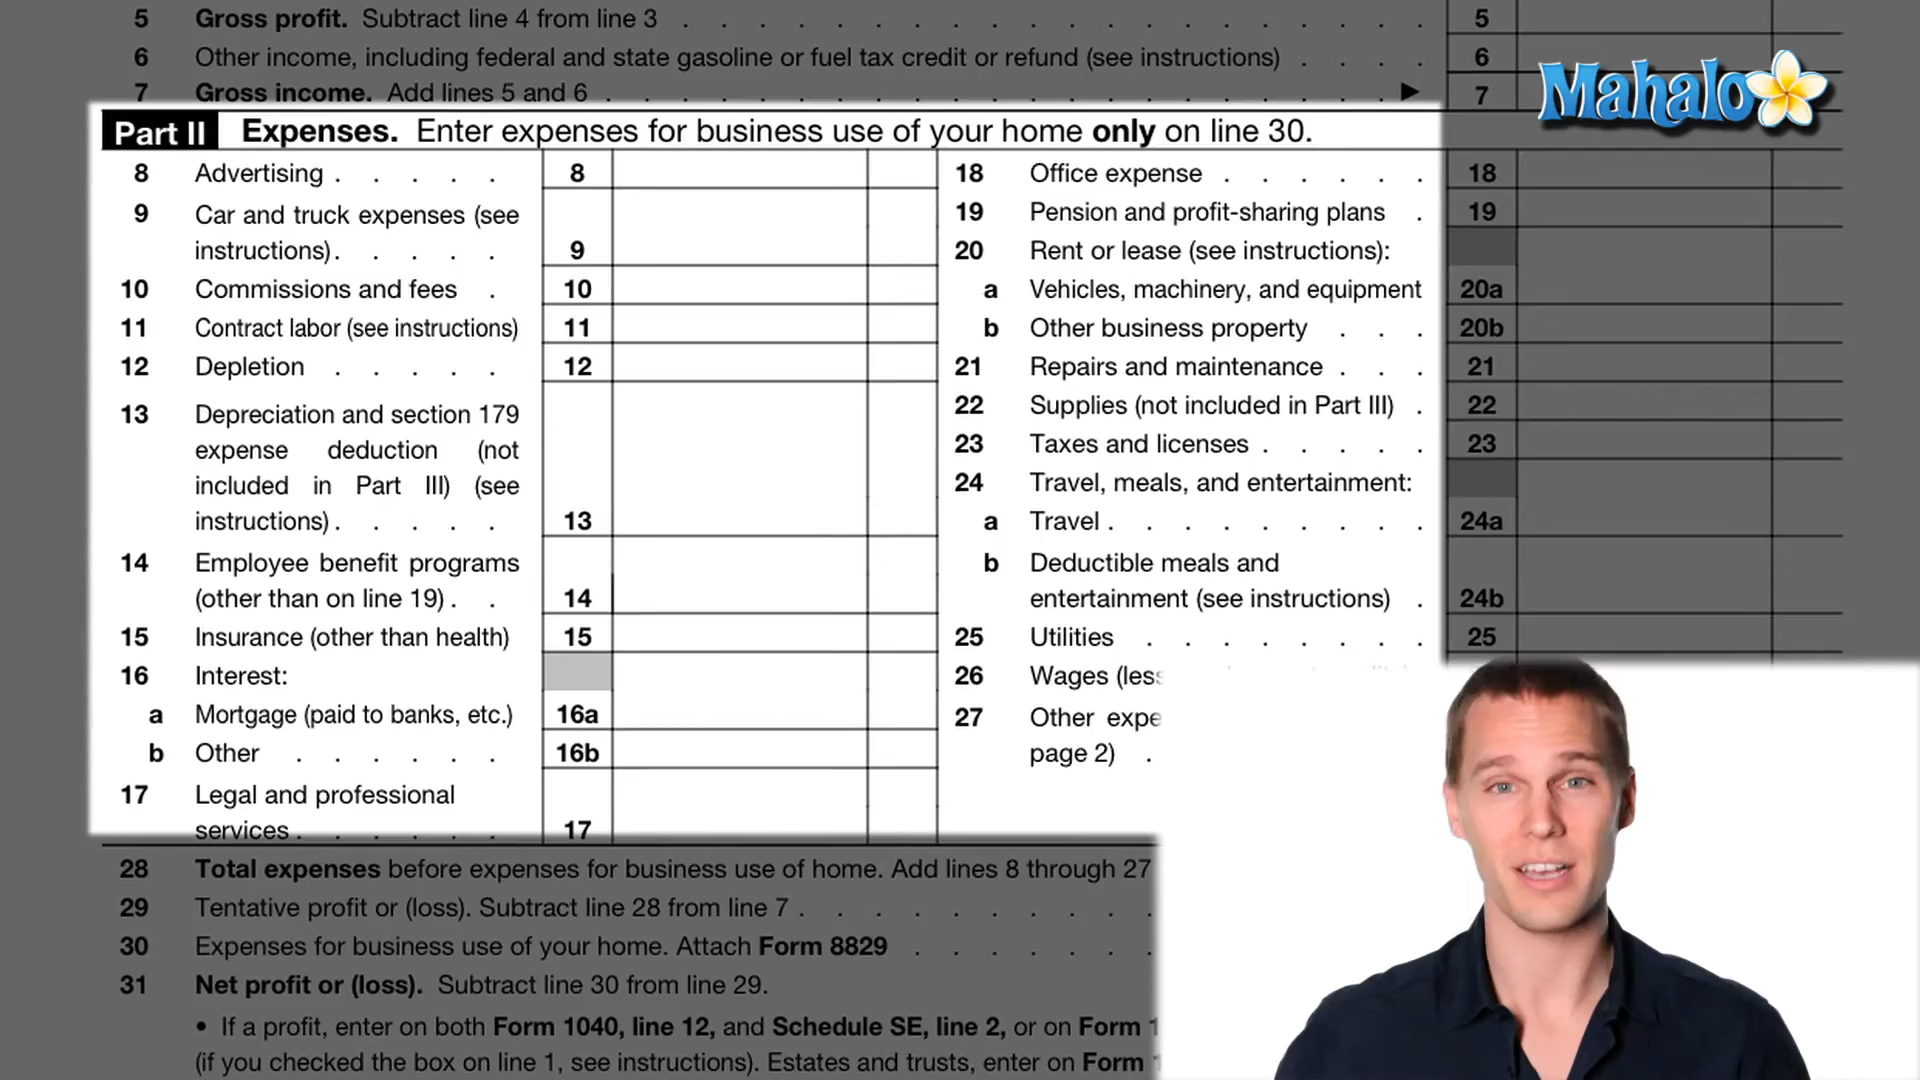 5 Gross profit. Subtract line 4 from line 3 . . . . . . . . . . . . . . . . . . . . 5
6 Other income, including federal and state gasoline or fuel tax credit or refund (see instructions) . . . . 6
7 Gross income. Add lines 5 and 6 . . . . . . . . . . . . . . . . . . . . . ▶ 7
Mahalo
Part II Expenses. Enter expenses for business use of your home only on line 30.
8 Advertising . . . . . 8
9 Car and truck expenses (see
instructions) . . . . . 9
10 Commissions and fees . 10
11 Contract labor (see instructions) 11
12 Depletion . . . . . 12
13 Depreciation and section 179
expense deduction (not
included in Part III) (see
instructions) . . . . . 13
14 Employee benefit programs
(other than on line 19) . . 14
15 Insurance (other than health) 15
16 Interest:
a Mortgage (paid to banks, etc.) 16a
b Other . . . . . . 16b
17 Legal and professional
services . . . . . . 17
18 Office expense . . . . . . 18
19 Pension and profit-sharing plans . 19
20 Rent or lease (see instructions):
a Vehicles, machinery, and equipment 20a
b Other business property . . . 20b
21 Repairs and maintenance . . . 21
22 Supplies (not included in Part III) . 22
23 Taxes and licenses . . . . . 23
24 Travel, meals, and entertainment:
a Travel . . . . . . . . . 24a
b Deductible meals and
entertainment (see instructions) . 24b
25 Utilities . . . . . . . . 25
26 Wages (less
27 Other expe
page 2) .
28 Total expenses before expenses for business use of home. Add lines 8 through 27
29 Tentative profit or (loss). Subtract line 28 from line 7 . . . . . . . . . .
30 Expenses for business use of your home. Attach Form 8829 . . . . . . .
31 Net profit or (loss). Subtract line 30 from line 29.
• If a profit, enter on both Form 1040, line 12, and Schedule SE, line 2, or on Form 1
(if you checked the box on line 1, see instructions). Estates and trusts, enter on Form